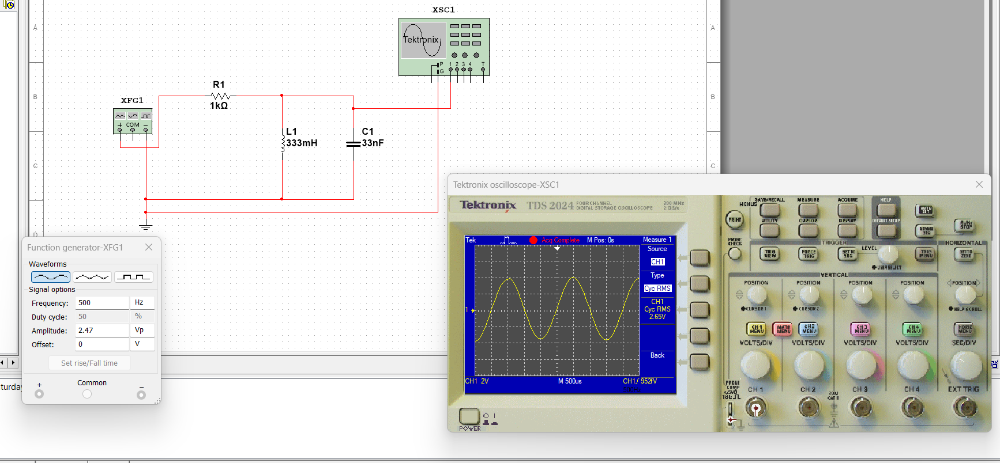 XSC1
Tektronix
P 1 2 3 4 T
G
A
A
B
B
C
C
D
R1
1kΩ
XFG1
+ COM −
L1
333mH
C1
33nF
Function generator-XFG1
Waveforms
Signal options
Frequency: 500 Hz
Duty cycle: 50 %
Amplitude: 2.47 Vp
Offset: 0 V
Set rise/Fall time
+ Common −
turday
Tektronix oscilloscope-XSC1
Tektronix TDS 2024 FOUR CHANNEL DIGITAL STORAGE OSCILLOSCOPE 200 MHz 2 GS/s
Tek Acq Complete M Pos: 0s Measure 1
Source
CH1
Type
Cyc RMS
CH1
Cyc RMS
2.65V
1
Back
CH1 2V M 500us CH1 952fV
500Hz
POWER
MENUS
SAVE/RECALL MEASURE ACQUIRE HELP
AUTO SET
PRINT
UTILITY CURSOR DISPLAY DEFAULT SETUP
SINGLE SEQ
RUN/STOP
PROBE CHECK
TRIGGER
HORIZONTAL
TRIG VIEW FORCE TRIG SET TO 50% LEVEL TRIG MENU SET TO ZERO
USER SELECT
VERTICAL
POSITION POSITION POSITION POSITION POSITION
CURSOR 1 CURSOR 2 HELP SCROLL
CH 1 MENU MATH MENU CH 2 MENU CH 3 MENU CH 4 MENU HORIZ MENU
VOLTS/DIV VOLTS/DIV VOLTS/DIV VOLTS/DIV SEC/DIV
PROBE COMP
~5V@
1kHz
CH 1 CH 2 300V CAT II CH 3 CH 4 EXT TRIG